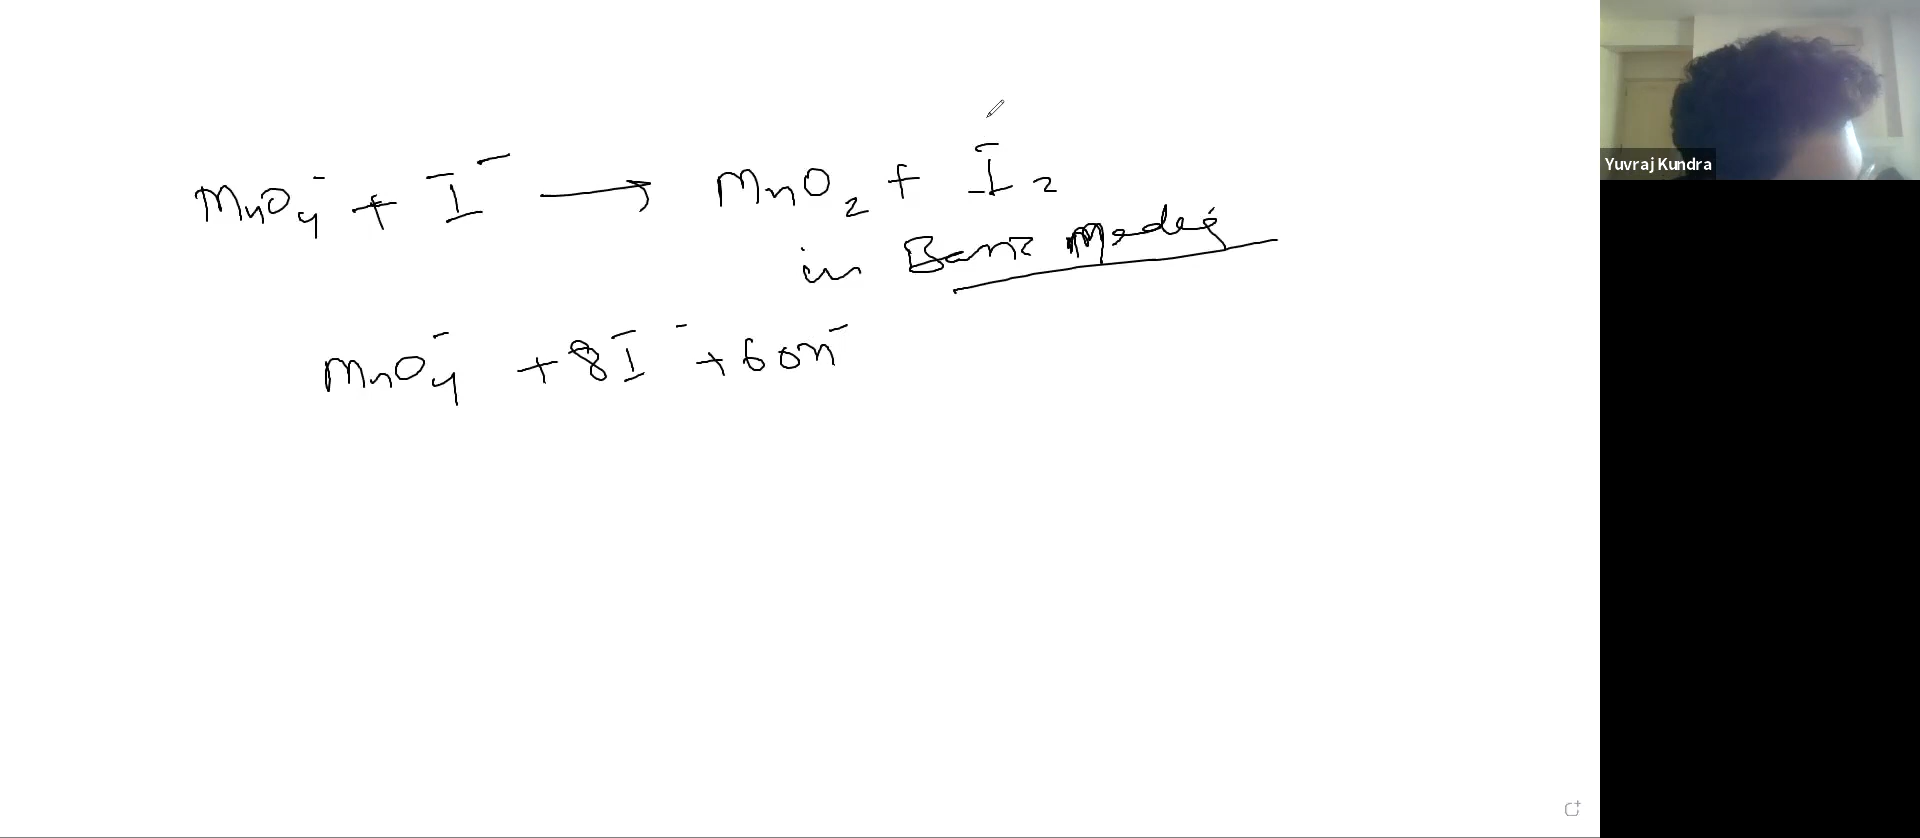 MnO₄⁻ + I⁻ → MnO₂ + I₂
in Basic Medium
MnO₄⁻ + 8I⁻ + 6OH⁻
Yuvraj Kundra